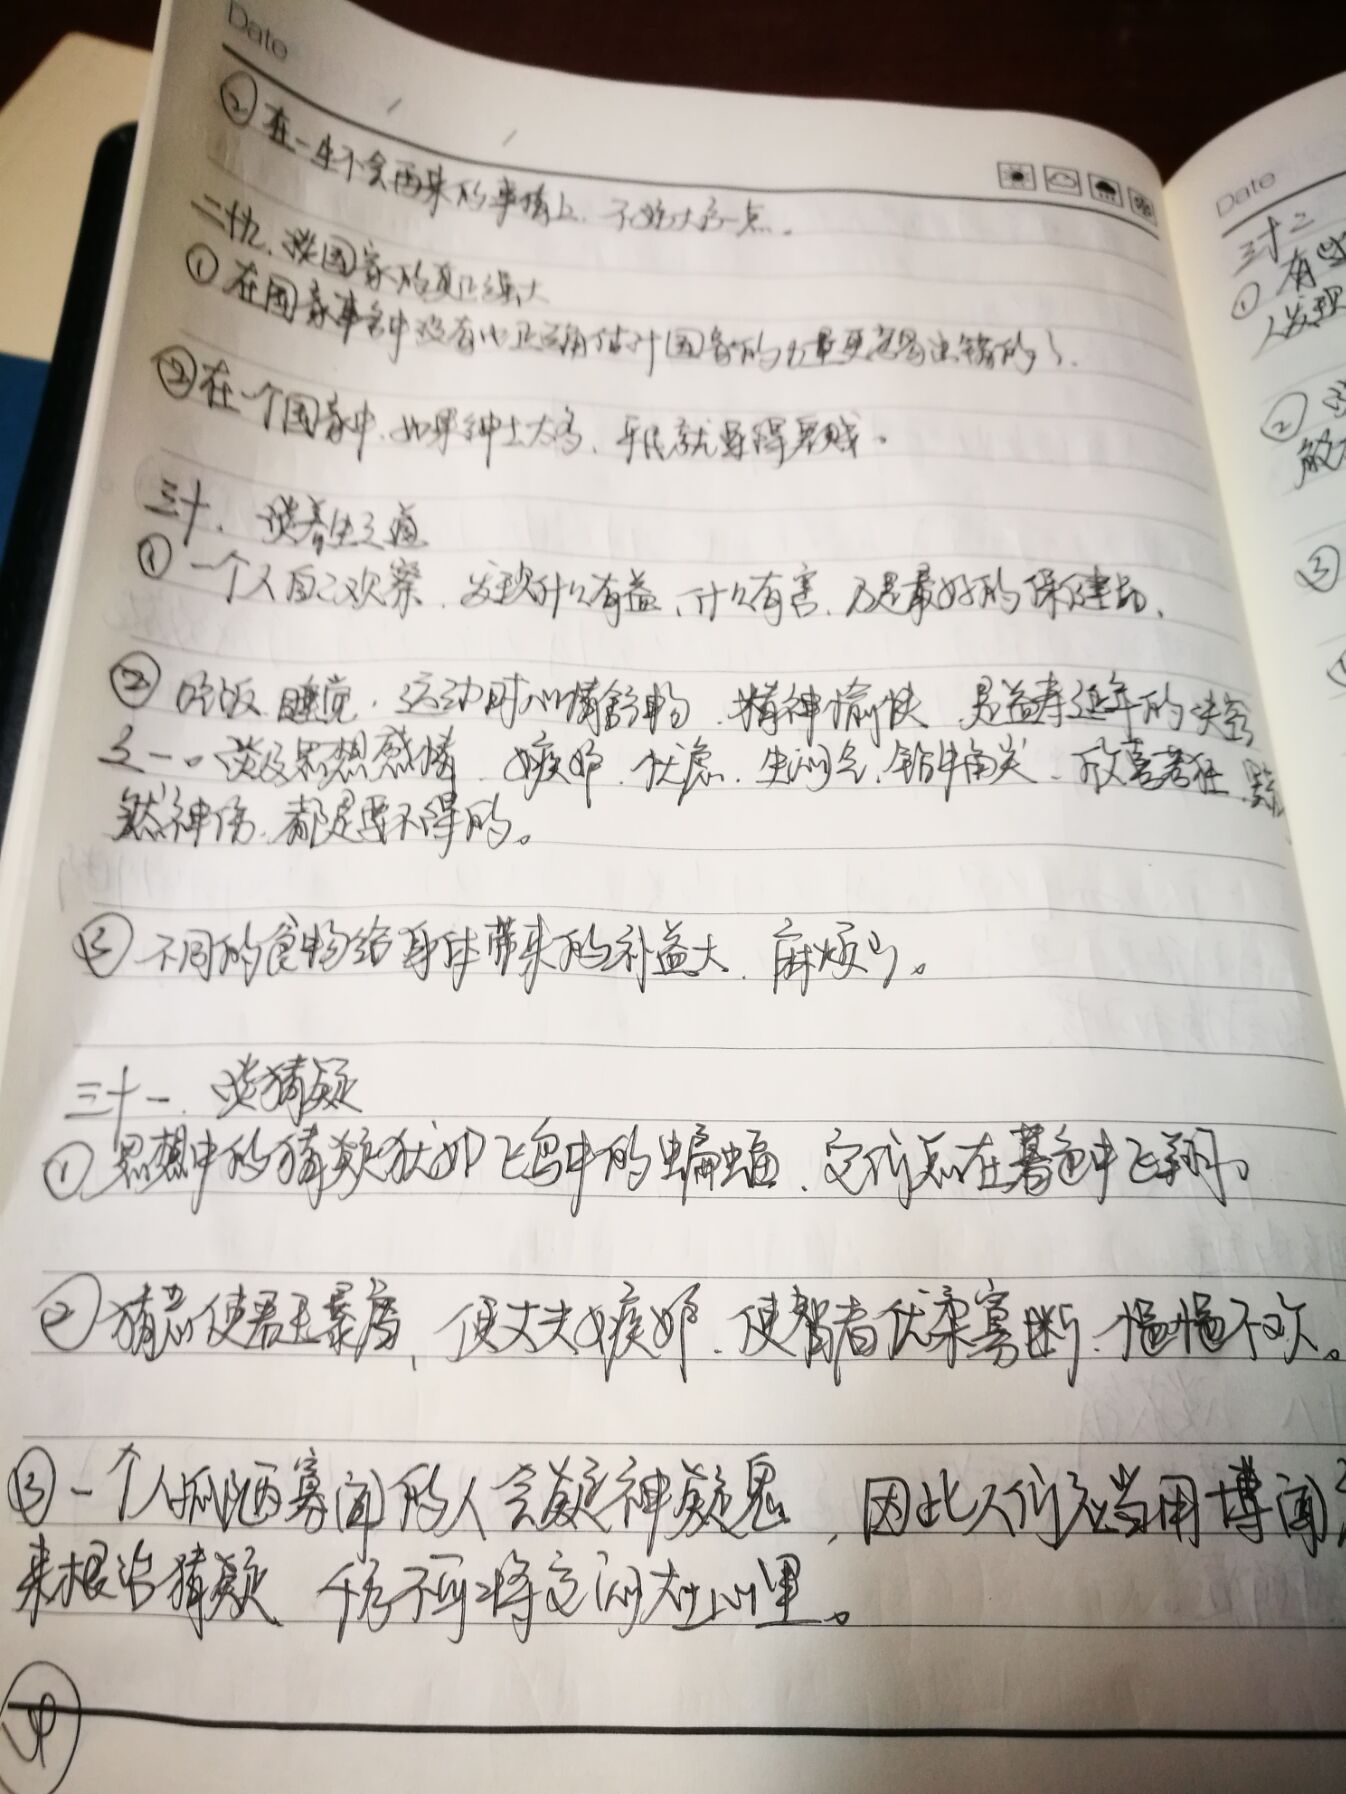 Date
② 在一生不会再来的事情上，不妨大方一点。
二十九、谈国家的真正强大
① 在国家事务中没有比正确估计国家的力量更容易出错的了。
② 在一个国家中，如果绅士太多，平民就显得卑贱。
三十、谈养生之道
① 一个人自己观察，发现什么有益、什么有害，乃是最好的保健品。
② 吃饭、睡觉、运动时心情舒畅、精神愉快 是益寿延年的决窍
之一。谈及思想感情，嫉妒、忧虑、生闷气、钻牛角尖、欣喜若狂、黯
然神伤，都是要不得的。
③ 不同的食物给身体带来的补益大、麻烦少。
三十一、谈猜疑
① 思想中的猜疑犹如飞鸟中的蝙蝠，它们总在暮色中飞翔。
② 猜忌使君王暴虐，使丈夫嫉妒，使智者优柔寡断、悒悒不欢。
③ 一个人孤陋寡闻的人会疑神疑鬼，因此人们应当用博闻
来根治猜疑 千万不可将它闷在心里。
Date
三十二
① 有些
人发现
②
敏
③